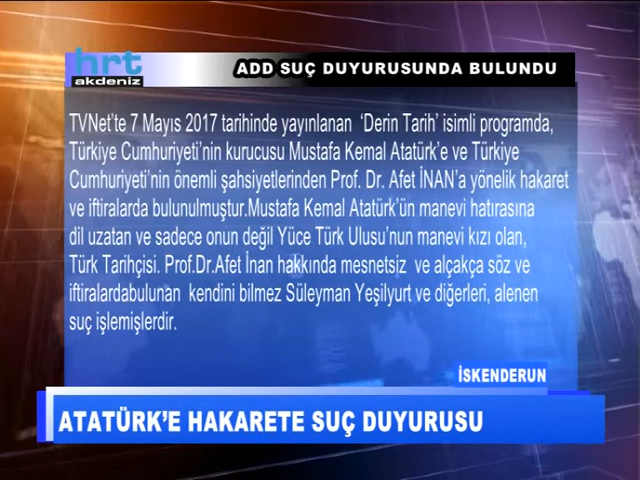 hrt
akdeniz
ADD SUÇ DUYURUSUNDA BULUNDU
TVNet'te 7 Mayıs 2017 tarihinde yayınlanan 'Derin Tarih' isimli programda,
Türkiye Cumhuriyeti'nin kurucusu Mustafa Kemal Atatürk'e ve Türkiye
Cumhuriyeti'nin önemli şahsiyetlerinden Prof. Dr. Afet İNAN'a yönelik hakaret
ve iftiralarda bulunulmuştur.Mustafa Kemal Atatürk'ün manevi hatırasına
dil uzatan ve sadece onun değil Yüce Türk Ulusu'nun manevi kızı olan,
Türk Tarihçisi. Prof.Dr.Afet İnan hakkında mesnetsiz ve alçakça söz ve
iftiralardabulunan kendini bilmez Süleyman Yeşilyurt ve diğerleri, alenen
suç işlemişlerdir.
İSKENDERUN
ATATÜRK'E HAKARETE SUÇ DUYURUSU